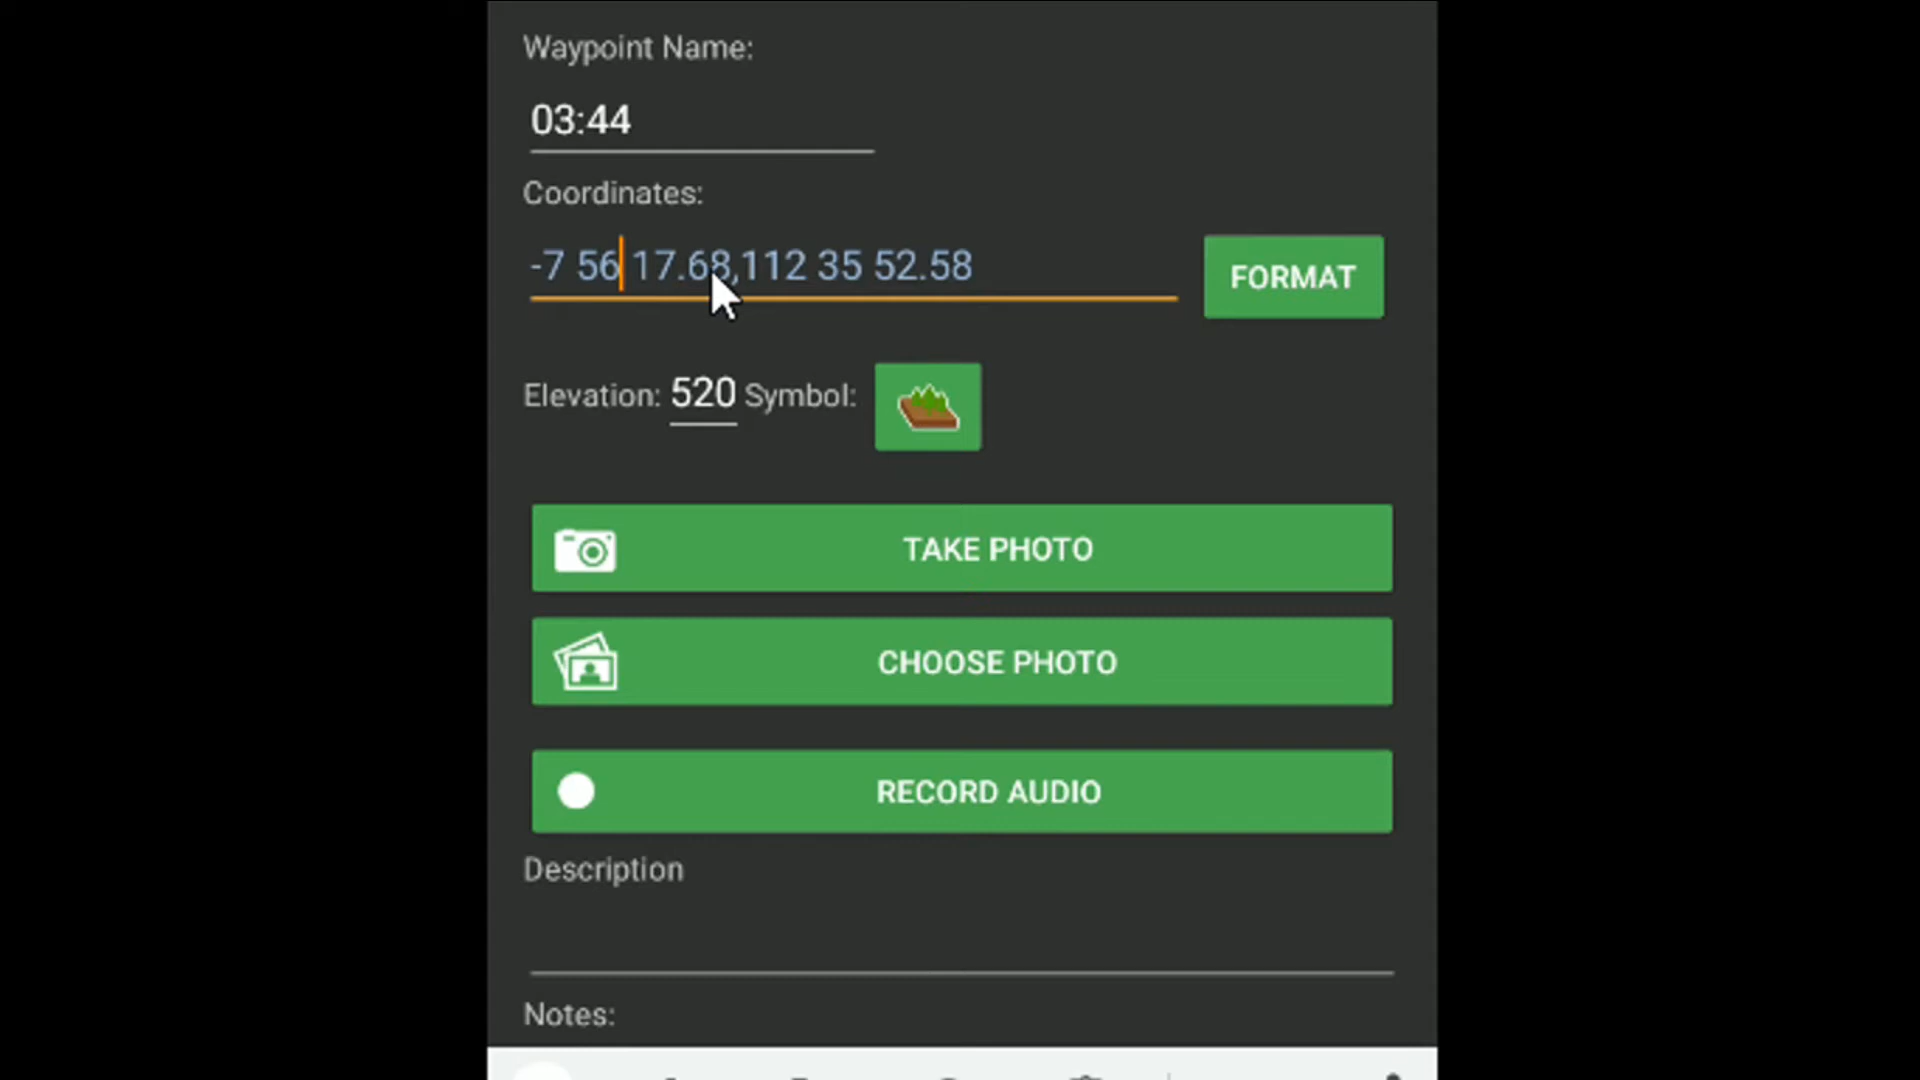 Waypoint Name:
03:44
Coordinates:
-7 56 17.68,112 35 52.58
FORMAT
Elevation: 520 Symbol:
TAKE PHOTO
CHOOSE PHOTO
RECORD AUDIO
Description
Notes: